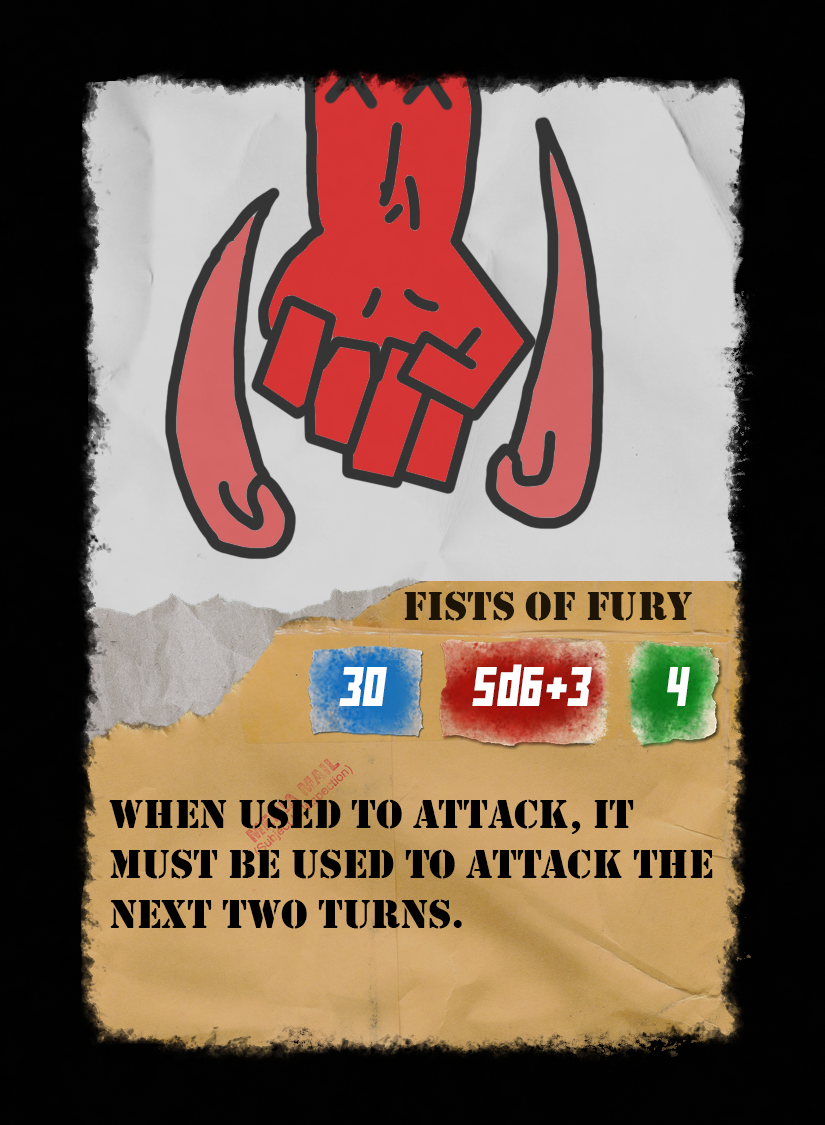 FISTS OF FURY
30 5d6+3 4
MAIL
WHEN USED TO ATTACK, IT
MUST BE USED TO ATTACK THE
NEXT TWO TURNS.